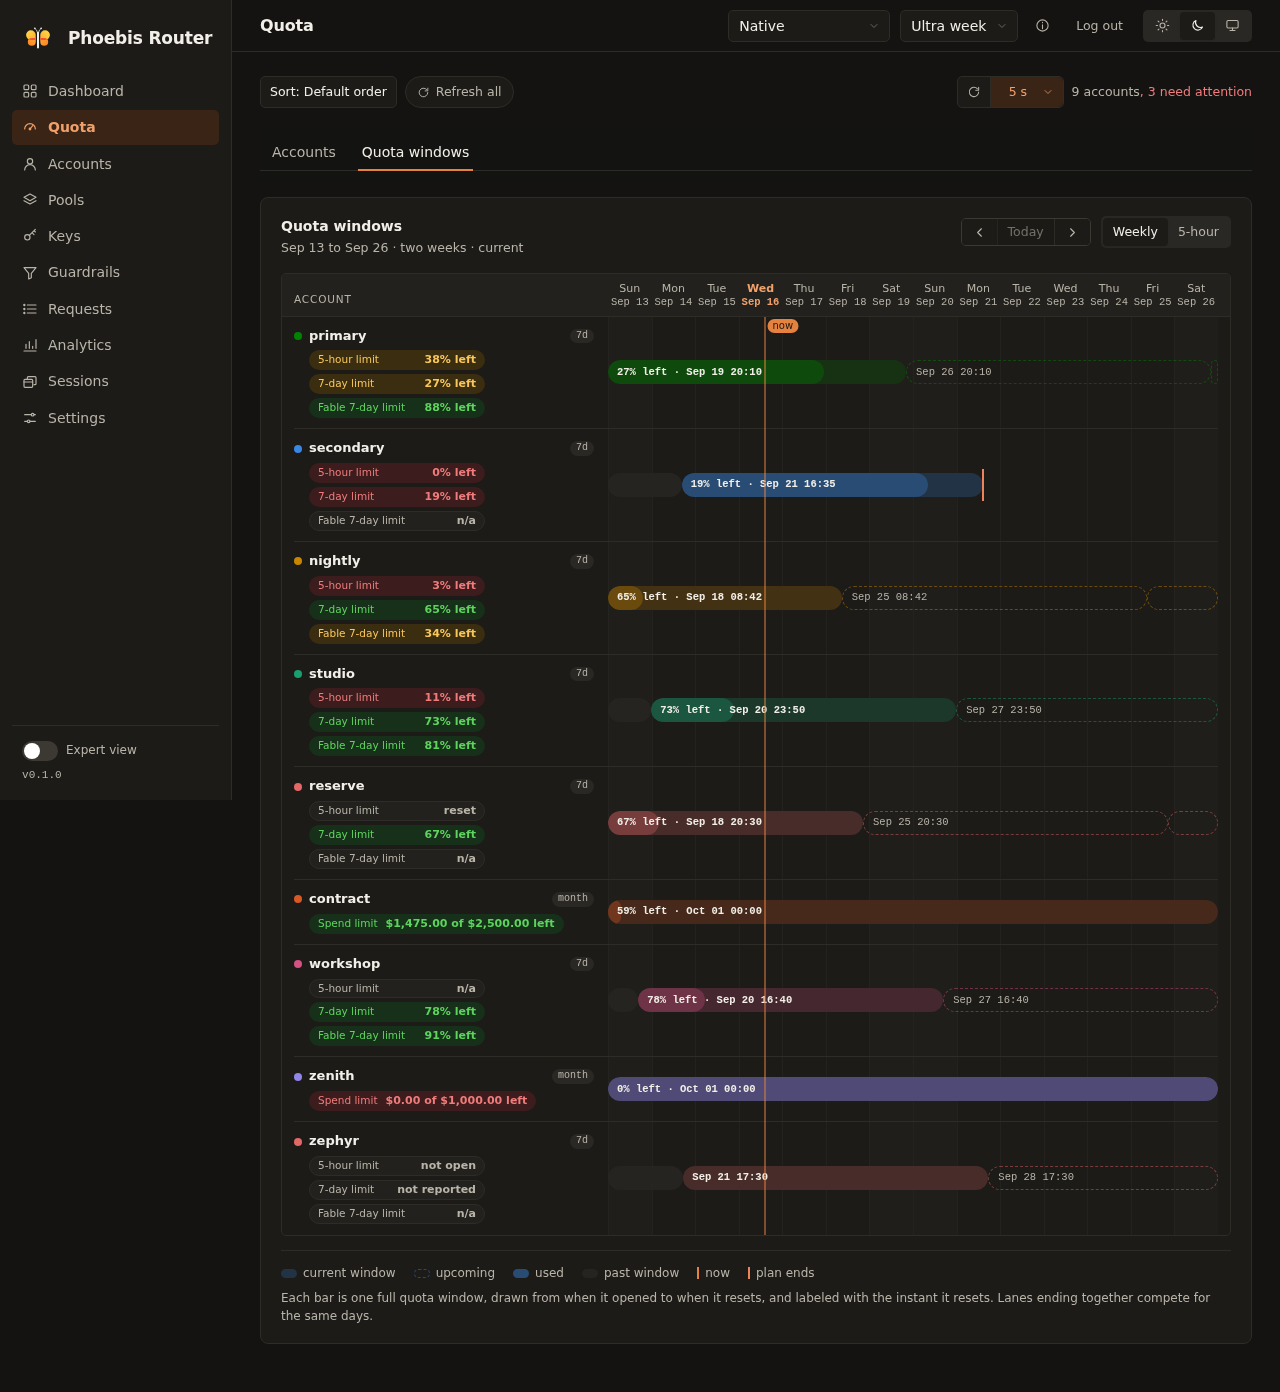 Phoebis Router
Dashboard
Quota
Accounts
Pools
Keys
Guardrails
Requests
Analytics
Sessions
Settings
Expert view
v0.1.0
Quota
Native
Ultra week
Log out
Sort: Default order
Refresh all
5 s
9 accounts, 3 need attention
Accounts
Quota windows
Quota windows
Sep 13 to Sep 26 · two weeks · current
Today
Weekly
5-hour
ACCOUNT
Sun Mon Tue Wed Thu Fri Sat Sun Mon Tue Wed Thu Fri Sat
Sep 13 Sep 14 Sep 15 Sep 16 Sep 17 Sep 18 Sep 19 Sep 20 Sep 21 Sep 22 Sep 23 Sep 24 Sep 25 Sep 26
now
primary 7d
5-hour limit 38% left
7-day limit 27% left
Fable 7-day limit 88% left
27% left · Sep 19 20:10
Sep 26 20:10
secondary 7d
5-hour limit 0% left
7-day limit 19% left
Fable 7-day limit n/a
19% left · Sep 21 16:35
nightly 7d
5-hour limit 3% left
7-day limit 65% left
Fable 7-day limit 34% left
65% left · Sep 18 08:42
Sep 25 08:42
studio 7d
5-hour limit 11% left
7-day limit 73% left
Fable 7-day limit 81% left
73% left · Sep 20 23:50
Sep 27 23:50
reserve 7d
5-hour limit reset
7-day limit 67% left
Fable 7-day limit n/a
67% left · Sep 18 20:30
Sep 25 20:30
contract month
Spend limit $1,475.00 of $2,500.00 left
59% left · Oct 01 00:00
workshop 7d
5-hour limit n/a
7-day limit 78% left
Fable 7-day limit 91% left
78% left · Sep 20 16:40
Sep 27 16:40
zenith month
Spend limit $0.00 of $1,000.00 left
0% left · Oct 01 00:00
zephyr 7d
5-hour limit not open
7-day limit not reported
Fable 7-day limit n/a
Sep 21 17:30
Sep 28 17:30
current window
upcoming
used
past window
now
plan ends
Each bar is one full quota window, drawn from when it opened to when it resets, and labeled with the instant it resets. Lanes ending together compete for
the same days.